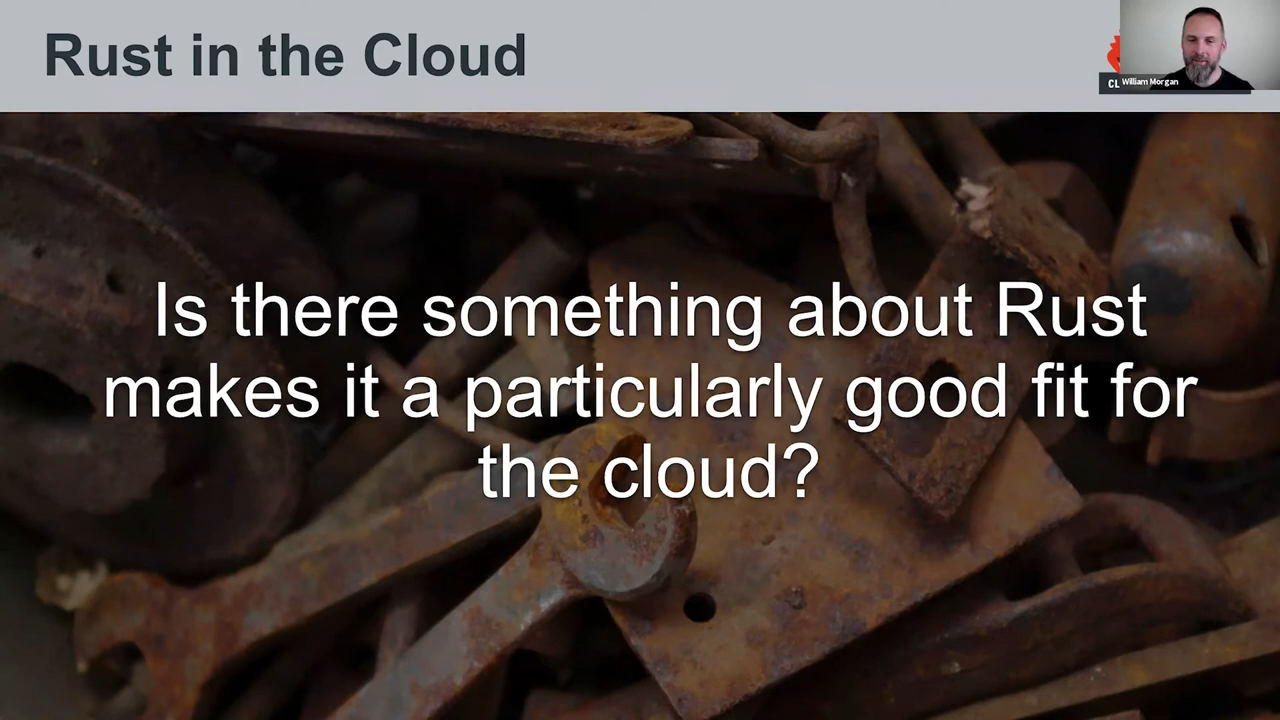 Rust in the Cloud
CL
William Morgan
Is there something about Rust
makes it a particularly good fit for
the cloud?